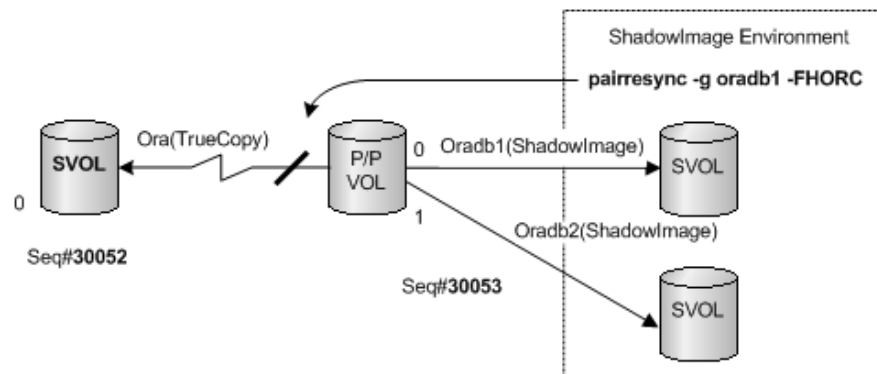 ShadowImage Environment
pairresync -g oradb1 -FHORC
Ora(TrueCopy)
SVOL
P/P
VOL
0
Oradb1(ShadowImage)
SVOL
0
1
Oradb2(ShadowImage)
Seq#30052
Seq#30053
SVOL